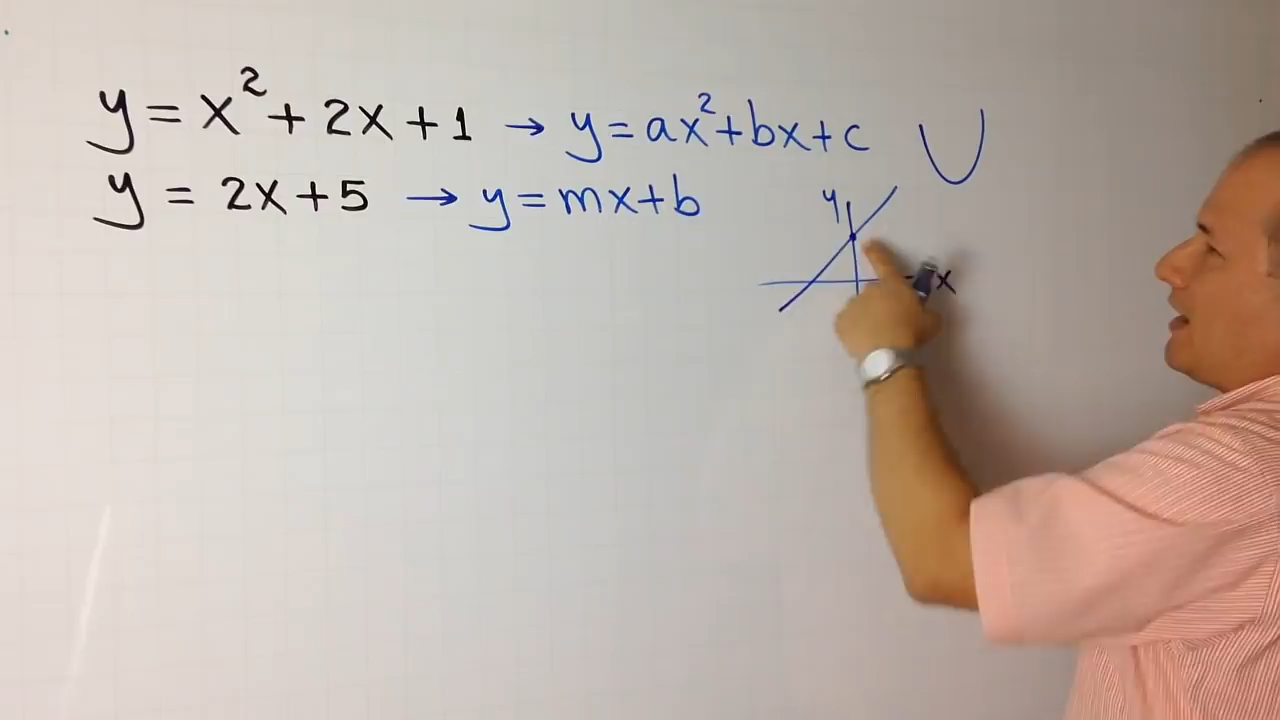 y = x² + 2x + 1 → y = ax² + bx + c
y = 2x + 5 → y = mx + b
y
x